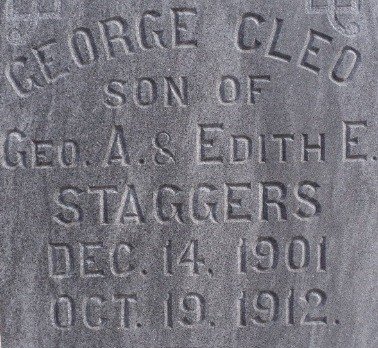 GEORGE CLEO
SON OF
GEO. A. & EDITH E.
STAGGERS
DEC. 14, 1901
OCT. 19, 1912.